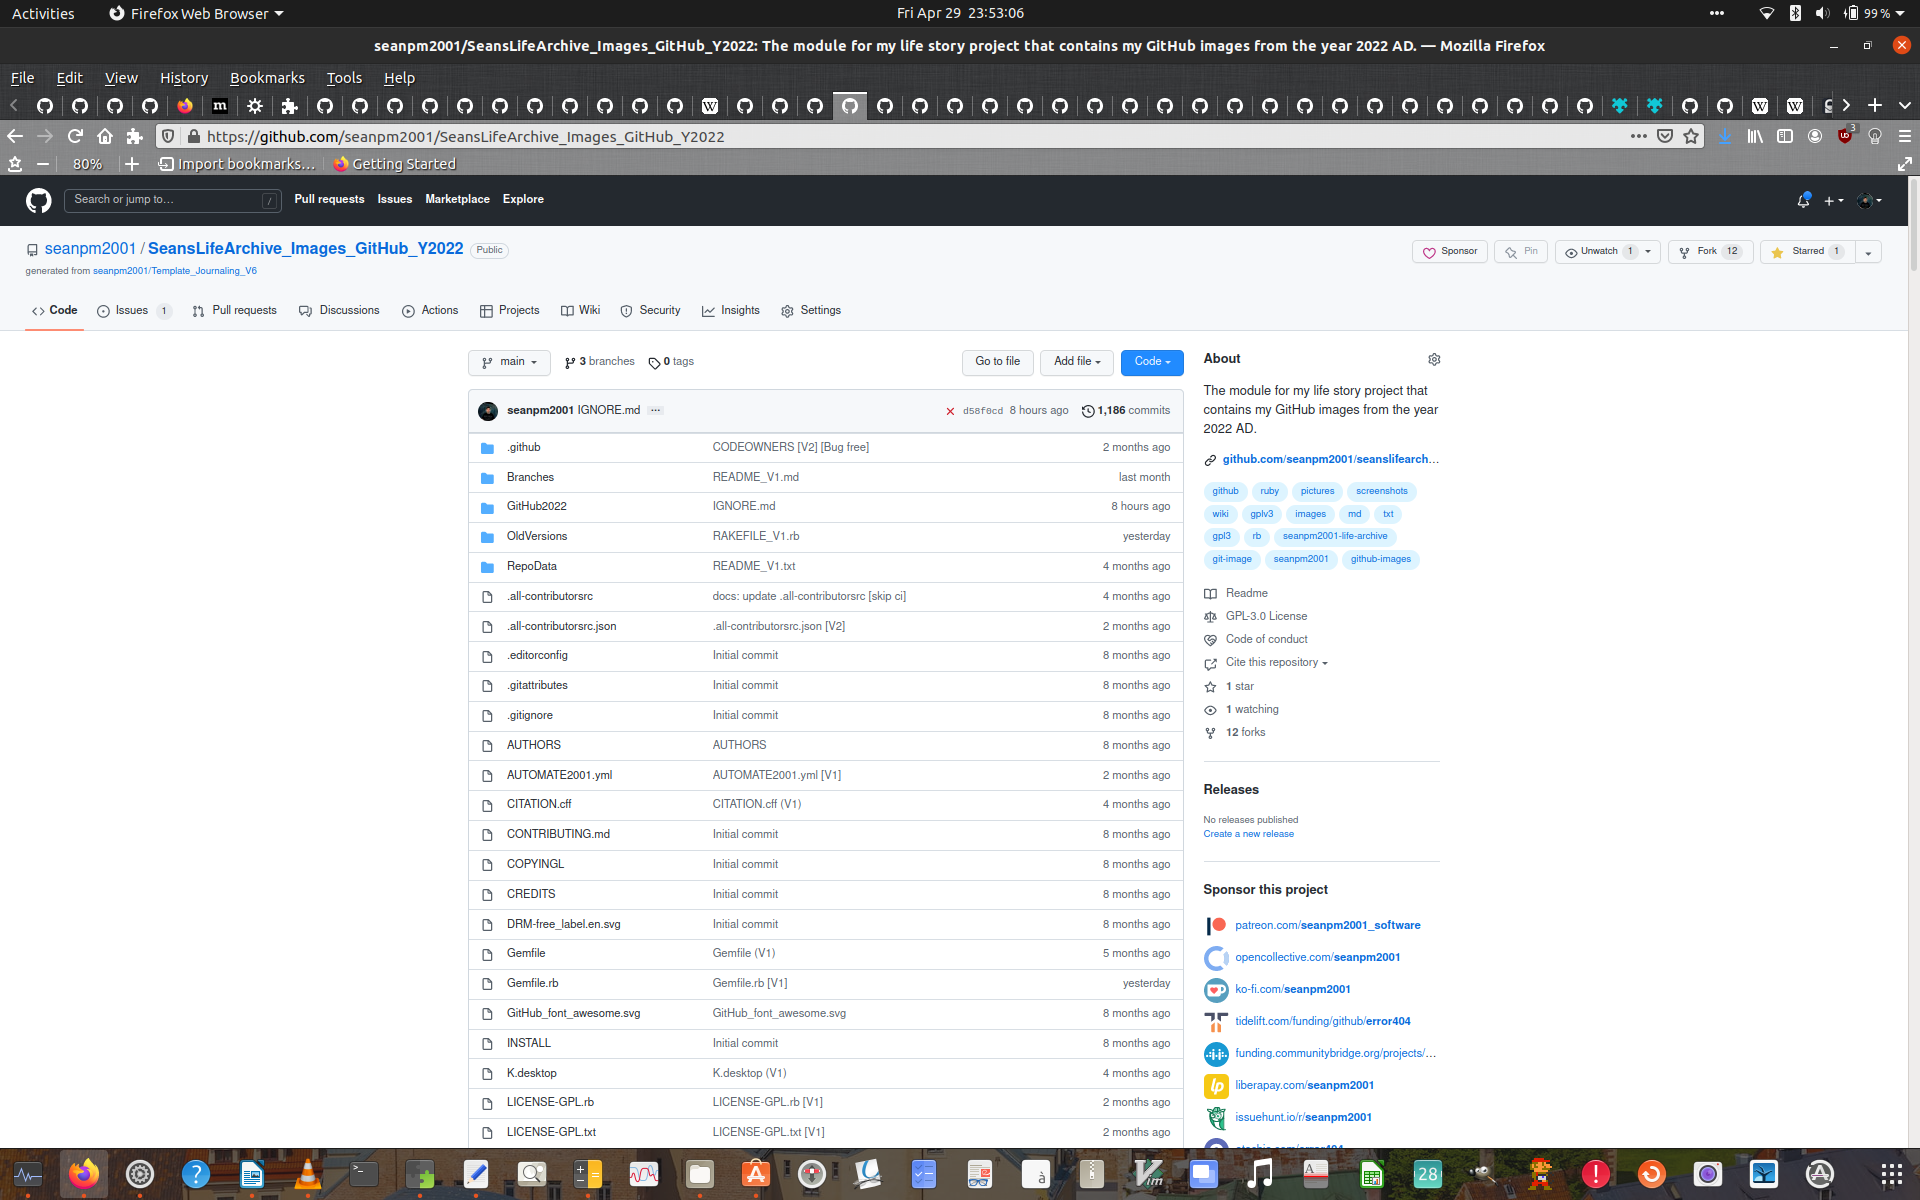 Activities Firefox Web Browser Fri Apr 29 23:53:06 99 %
seanpm2001/SeansLifeArchive_Images_GitHub_Y2022: The module for my life story project that contains my GitHub images from the year 2022 AD. — Mozilla Firefox
File Edit View History Bookmarks Tools Help
https://github.com/seanpm2001/SeansLifeArchive_Images_GitHub_Y2022 3
80% Import bookmarks... Getting Started
Search or jump to... / Pull requests Issues Marketplace Explore
seanpm2001 / SeansLifeArchive_Images_GitHub_Y2022 Public Sponsor Pin Unwatch 1 Fork 12 Starred 1
generated from seanpm2001/Template_Journaling_V6
Code Issues 1 Pull requests Discussions Actions Projects Wiki Security Insights Settings
main 3 branches 0 tags Go to file Add file Code
seanpm2001 IGNORE.md ... d58f0cd 8 hours ago 1,186 commits
.github CODEOWNERS [V2] [Bug free] 2 months ago
Branches README_V1.md last month
GitHub2022 IGNORE.md 8 hours ago
OldVersions RAKEFILE_V1.rb yesterday
RepoData README_V1.txt 4 months ago
.all-contributorsrc docs: update .all-contributorsrc [skip ci] 4 months ago
.all-contributorsrc.json .all-contributorsrc.json [V2] 2 months ago
.editorconfig Initial commit 8 months ago
.gitattributes Initial commit 8 months ago
.gitignore Initial commit 8 months ago
AUTHORS AUTHORS 8 months ago
AUTOMATE2001.yml AUTOMATE2001.yml [V1] 2 months ago
CITATION.cff CITATION.cff (V1) 4 months ago
CONTRIBUTING.md Initial commit 8 months ago
COPYINGL Initial commit 8 months ago
CREDITS Initial commit 8 months ago
DRM-free_label.en.svg Initial commit 8 months ago
Gemfile Gemfile (V1) 5 months ago
Gemfile.rb Gemfile.rb [V1] yesterday
GitHub_font_awesome.svg GitHub_font_awesome.svg 8 months ago
INSTALL Initial commit 8 months ago
K.desktop K.desktop (V1) 4 months ago
LICENSE-GPL.rb LICENSE-GPL.rb [V1] 2 months ago
LICENSE-GPL.txt LICENSE-GPL.txt [V1] 2 months ago
About
The module for my life story project that
contains my GitHub images from the year
2022 AD.
github.com/seanpm2001/seanslifearch...
github ruby pictures screenshots
wiki gplv3 images md txt
gpl3 rb seanpm2001-life-archive
git-image seanpm2001 github-images
Readme
GPL-3.0 License
Code of conduct
Cite this repository
1 star
1 watching
12 forks
Releases
No releases published
Create a new release
Sponsor this project
patreon.com/seanpm2001_software
opencollective.com/seanpm2001
ko-fi.com/seanpm2001
tidelift.com/funding/github/error404
funding.communitybridge.org/projects/...
liberapay.com/seanpm2001
issuehunt.io/r/seanpm2001
28